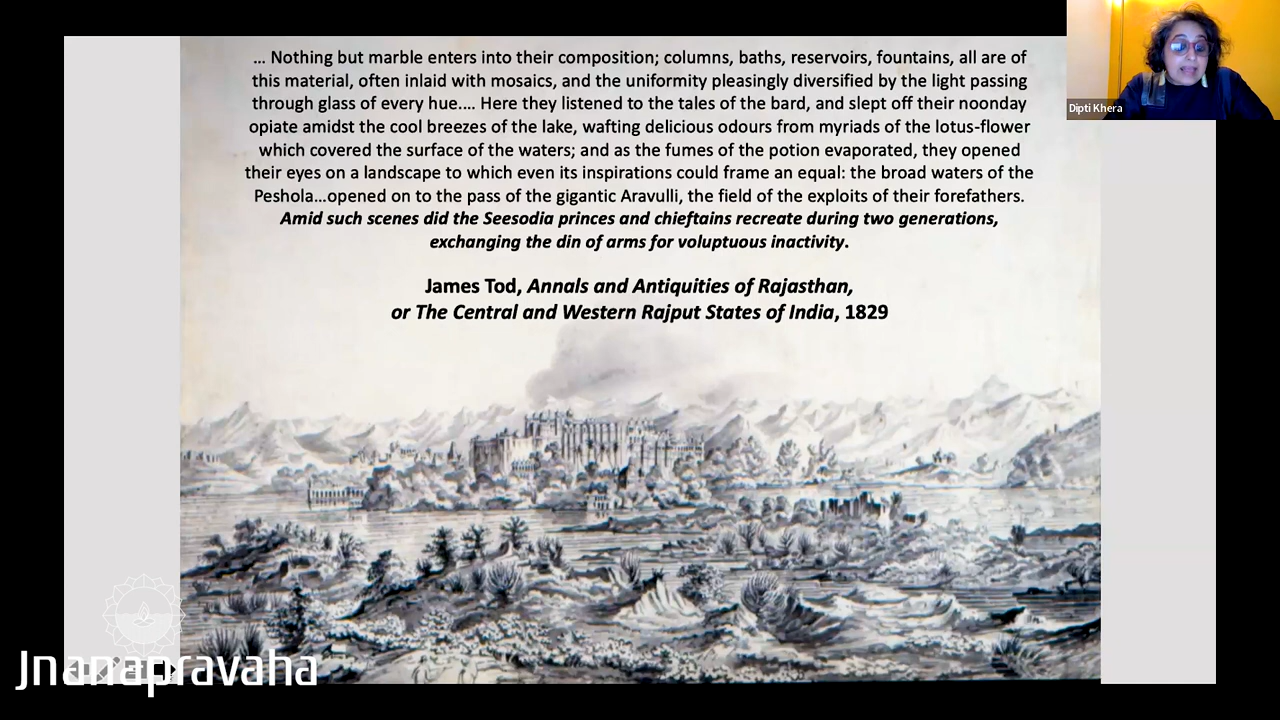 … Nothing but marble enters into their composition; columns, baths, reservoirs, fountains, all are of
this material, often inlaid with mosaics, and the uniformity pleasingly diversified by the light passing
through glass of every hue.… Here they listened to the tales of the bard, and slept off their noonday
opiate amidst the cool breezes of the lake, wafting delicious odours from myriads of the lotus-flower
which covered the surface of the waters; and as the fumes of the potion evaporated, they opened
their eyes on a landscape to which even its inspirations could frame an equal: the broad waters of the
Peshola…opened on to the pass of the gigantic Aravulli, the field of the exploits of their forefathers.
Amid such scenes did the Seesodia princes and chieftains recreate during two generations,
exchanging the din of arms for voluptuous inactivity.
James Tod, Annals and Antiquities of Rajasthan,
or The Central and Western Rajput States of India, 1829
Dipti Khera
Jnanapravaha